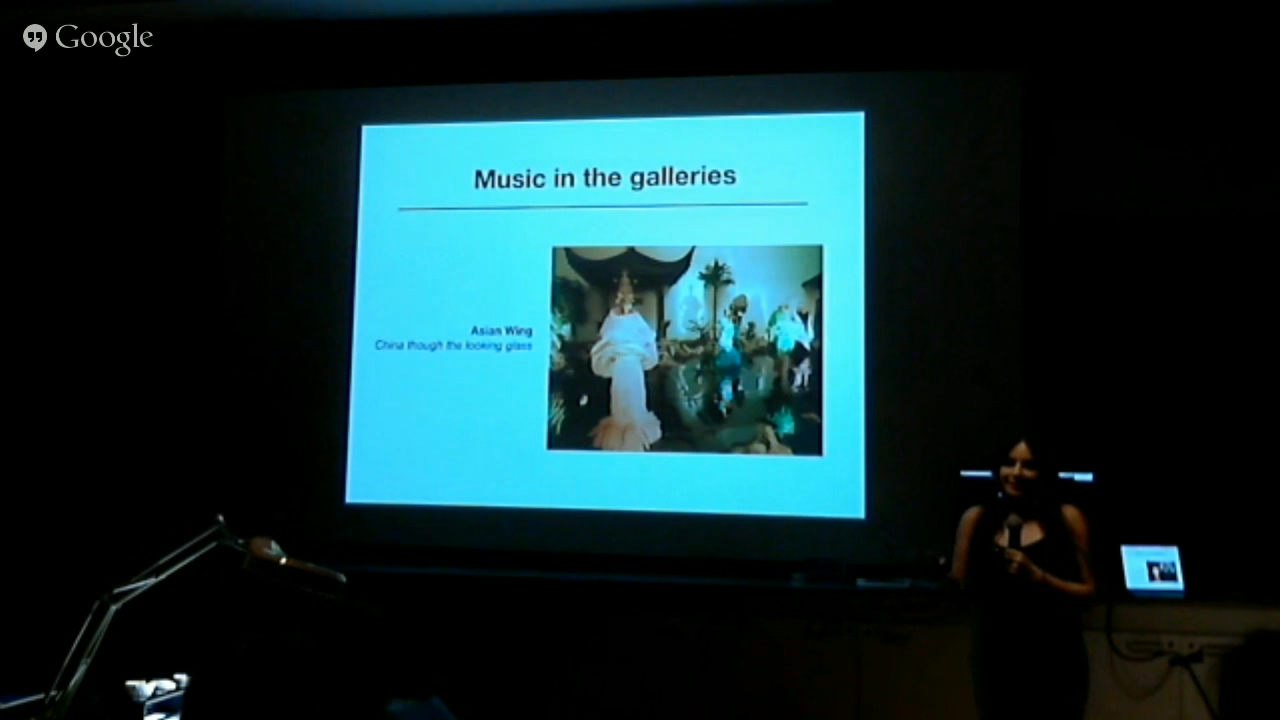 Google
Music in the galleries
Asian Wing
China though the looking glass